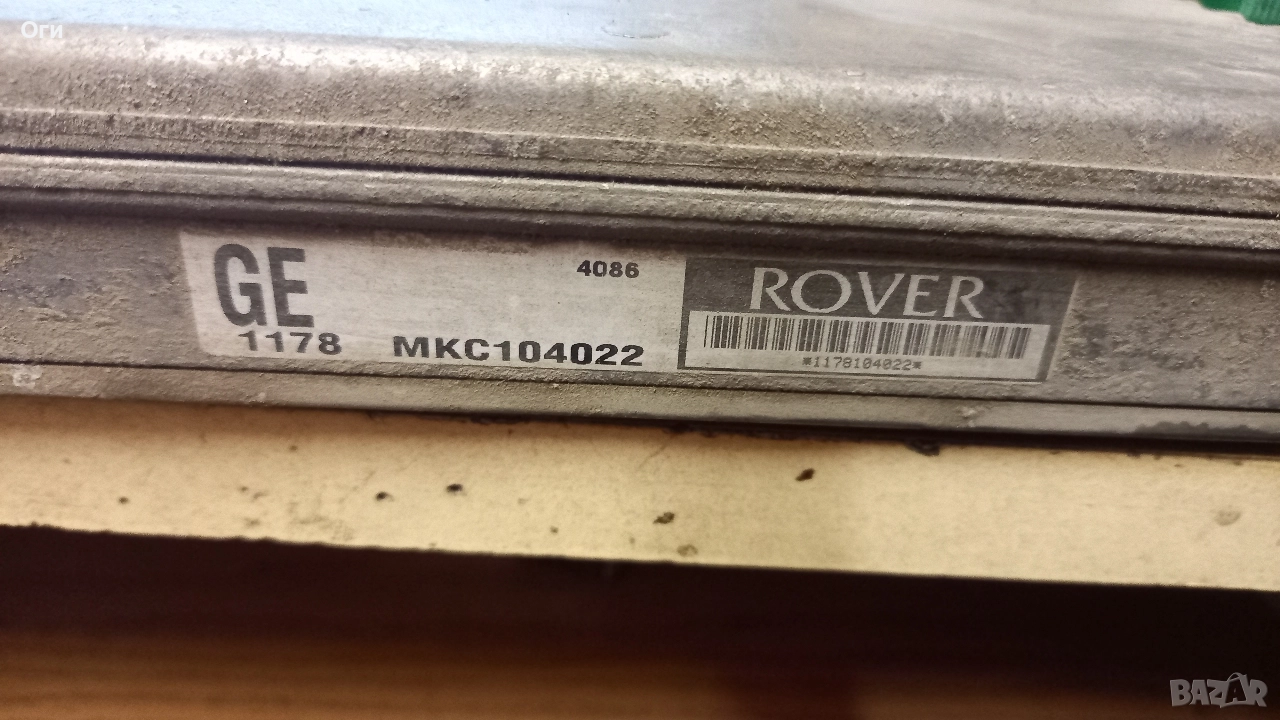 Оги
GE
4086
1178 MKC104022
ROVER
*1178104022*
BAZAR